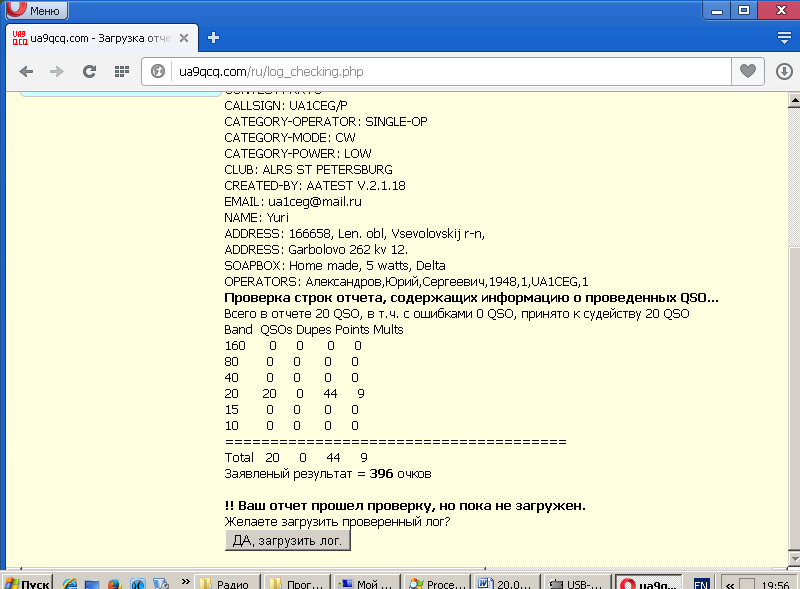 Меню
UA9 QCQ ua9qcq.com - Загрузка отче
ua9qcq.com/ru/log_checking.php
CALLSIGN: UA1CEG/P
CATEGORY-OPERATOR: SINGLE-OP
CATEGORY-MODE: CW
CATEGORY-POWER: LOW
CLUB: ALRS ST PETERSBURG
CREATED-BY: AATEST V.2.1.18
EMAIL: ua1ceg@mail.ru
NAME: Yuri
ADDRESS: 166658, Len. obl, Vsevolovskij r-n,
ADDRESS: Garbolovo 262 kv 12.
SOAPBOX: Home made, 5 watts, Delta
OPERATORS: Александров,Юрий,Сергеевич,1948,1,UA1CEG,1
Проверка строк отчета, содержащих информацию о проведенных QSO...
Всего в отчете 20 QSO, в т.ч. с ошибками 0 QSO, принято к судейству 20 QSO
Band QSOs Dupes Points Mults
160 0 0 0 0
80 0 0 0 0
40 0 0 0 0
20 20 0 44 9
15 0 0 0 0
10 0 0 0 0
======================================
Total 20 0 44 9
Заявленый результат = 396 очков
!! Ваш отчет прошел проверку, но пока не загружен.
Желаете загрузить проверенный лог?
ДА, загрузить лог.
Пуск » Радио Прог... Мой ... Proce... 20.0... USB-... ua9q... EN « 19:56